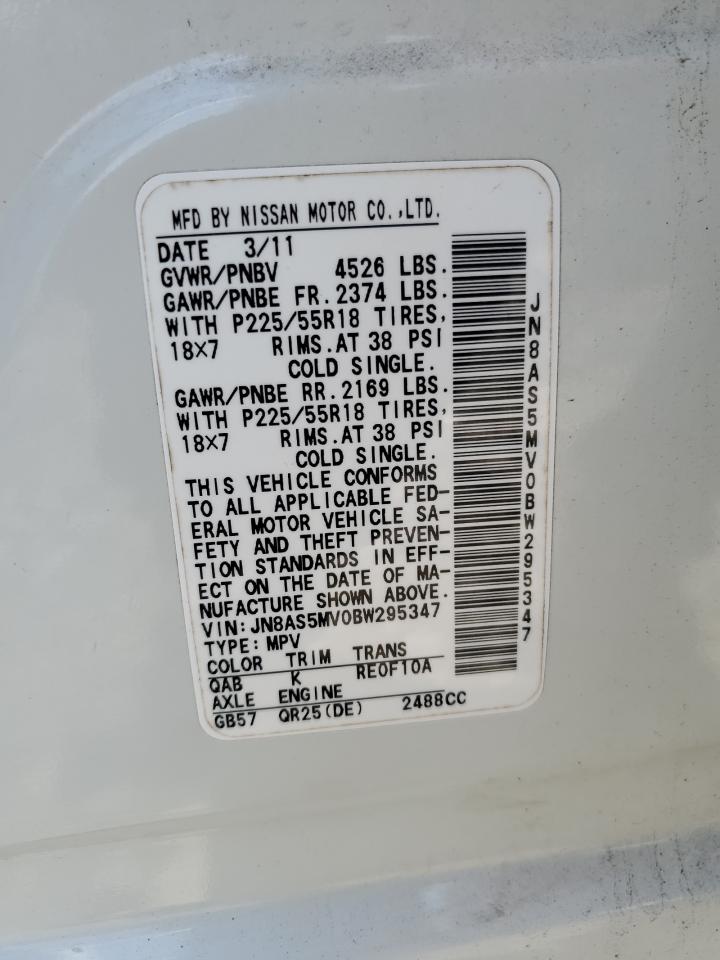 MFD BY NISSAN MOTOR CO.,LTD.
DATE 3/11
GVWR/PNBV 4526 LBS.
GAWR/PNBE FR.2374 LBS.
WITH P225/55R18 TIRES,
18X7 RIMS.AT 38 PSI
COLD SINGLE.
GAWR/PNBE RR.2169 LBS.
WITH P225/55R18 TIRES,
18X7 RIMS.AT 38 PSI
COLD SINGLE.
THIS VEHICLE CONFORMS
TO ALL APPLICABLE FED-
ERAL MOTOR VEHICLE SA-
FETY AND THEFT PREVEN-
TION STANDARDS IN EFF-
ECT ON THE DATE OF MA-
NUFACTURE SHOWN ABOVE.
VIN:JN8AS5MV0BW295347
TYPE:MPV
COLOR TRIM TRANS
QAB K RE0F10A
AXLE ENGINE
GB57 QR25(DE) 2488CC
JN8AS5MV0BW295347